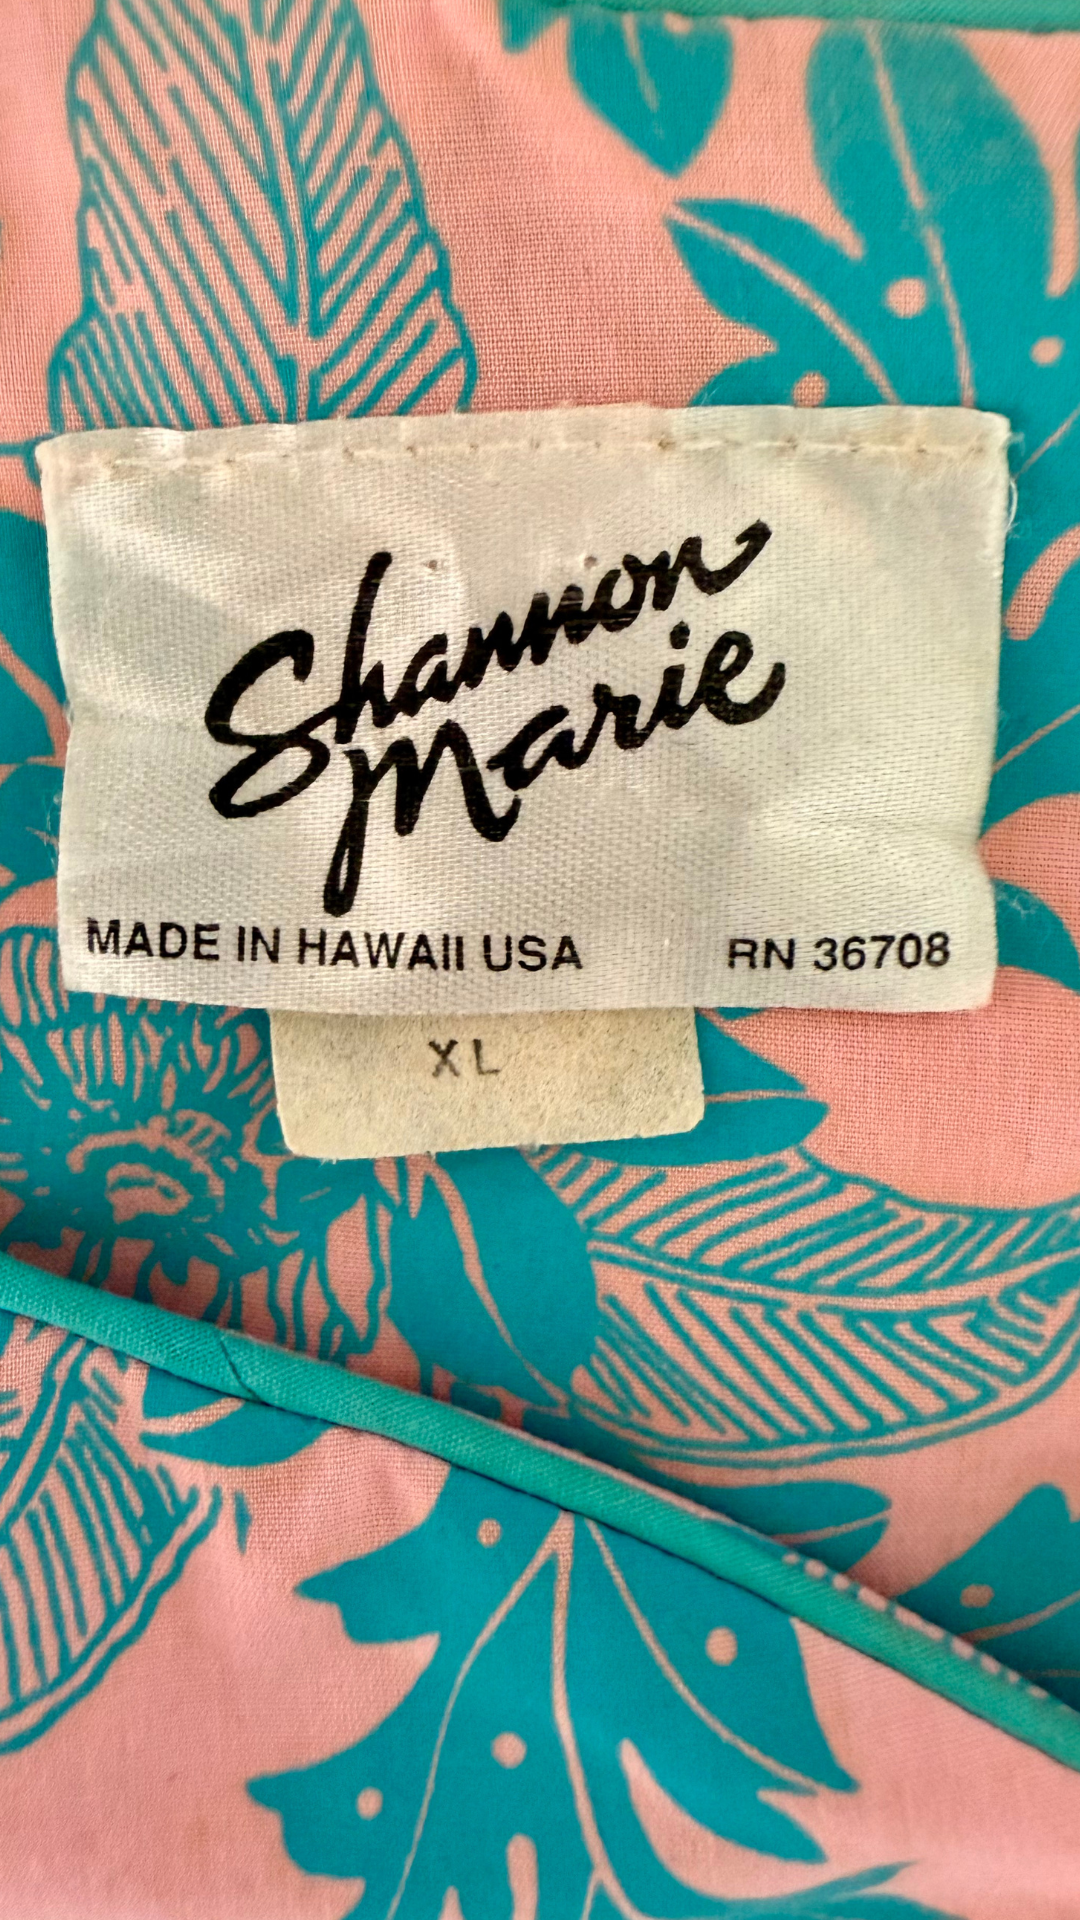 Shannon
Marie
MADE IN HAWAII USA RN 36708
XL